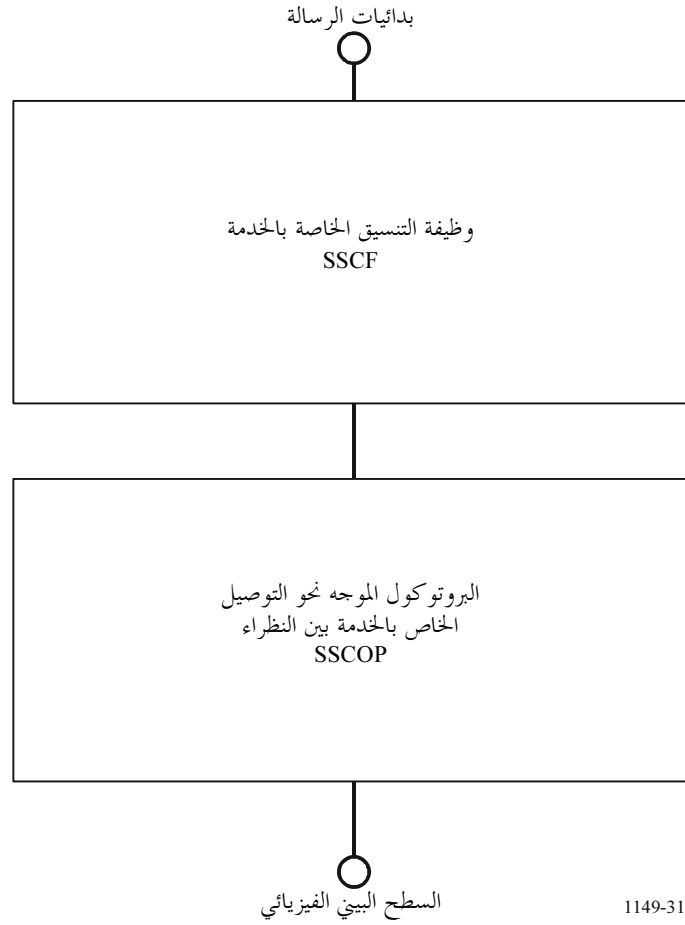 بدائيات الرسالة
وظيفة التنسيق الخاصة بالخدمة
SSCF
البروتوكول الموجه نحو التوصيل
الخاص بالخدمة بين النظراء
SSCOP
السطح البيني الفيزيائي
1149-31